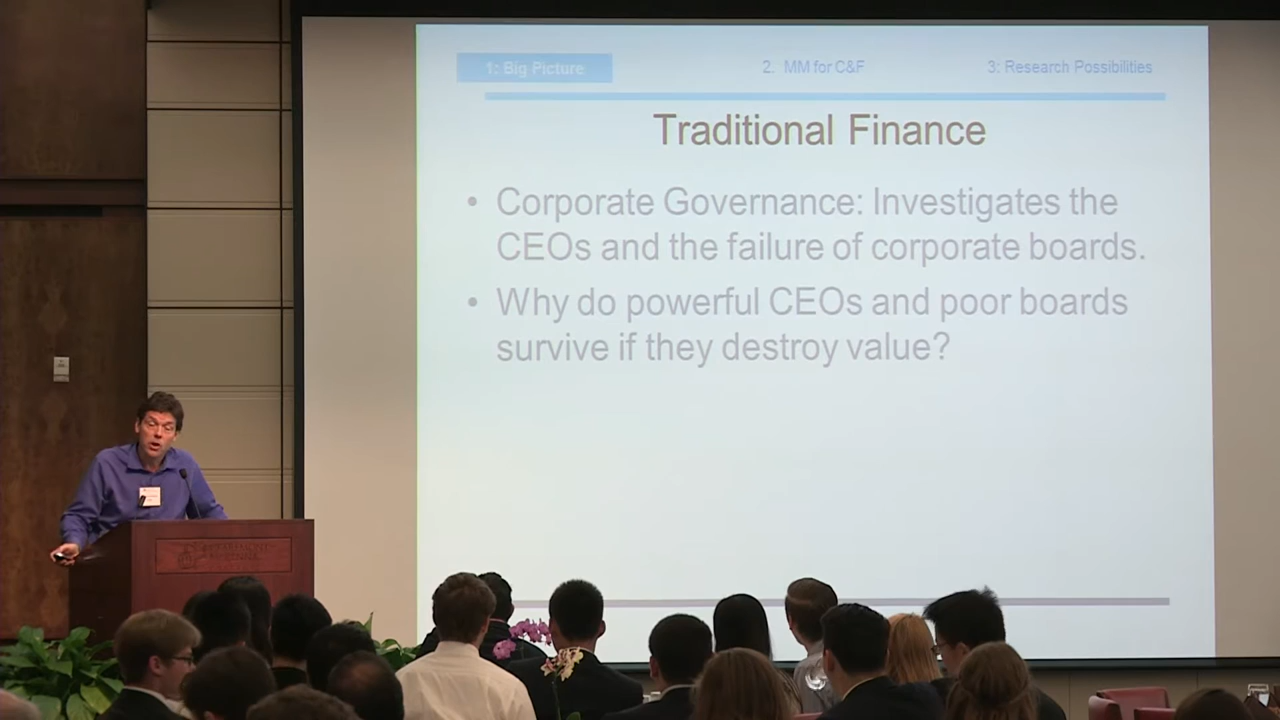 1: Big Picture
2. MM for C&F
3: Research Possibilities
Traditional Finance
• Corporate Governance: Investigates the
CEOs and the failure of corporate boards.
• Why do powerful CEOs and poor boards
survive if they destroy value?